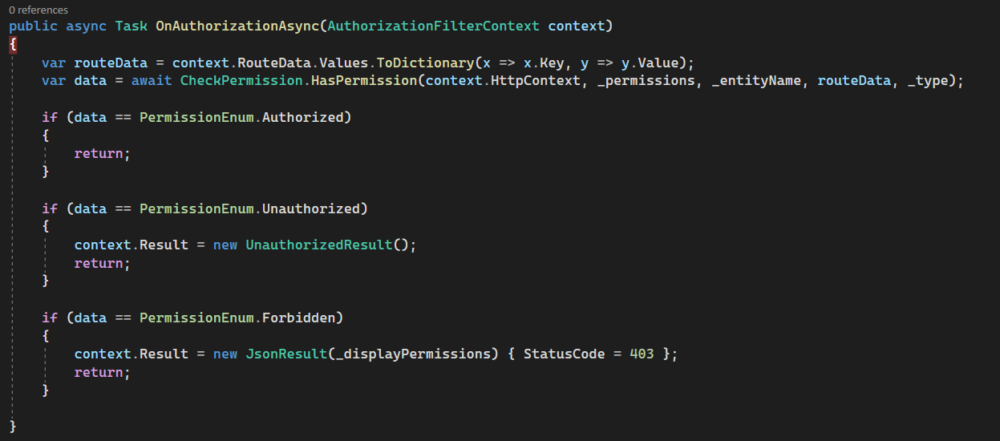 0 references
public async Task OnAuthorizationAsync(AuthorizationFilterContext context)
{
var routeData = context.RouteData.Values.ToDictionary(x => x.Key, y => y.Value);
var data = await CheckPermission.HasPermission(context.HttpContext, _permissions, _entityName, routeData, _type);
if (data == PermissionEnum.Authorized)
{
return;
}
if (data == PermissionEnum.Unauthorized)
{
context.Result = new UnauthorizedResult();
return;
}
if (data == PermissionEnum.Forbidden)
{
context.Result = new JsonResult(_displayPermissions) { StatusCode = 403 };
return;
}
}